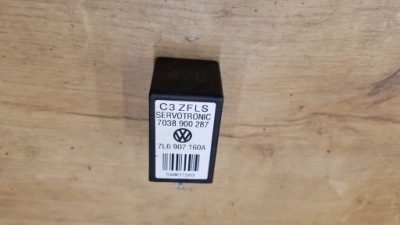 C3 ZFLS
SERVOTRONIC
7038 900 287
7L6 907 160A